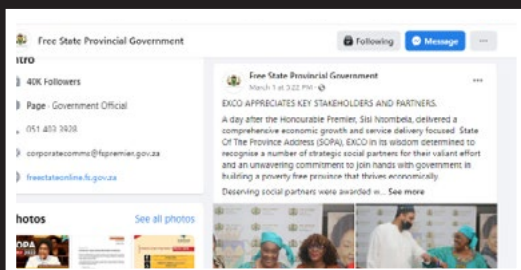 Free State Provincial Government
Following
Message
ntro
40K Followers
Page · Government Official
051 403 3928
corporatecomms@fspremier.gov.za
freestateonline.fs.gov.za
hotos
See all photos
Free State Provincial Government
March 1 at 3:22 PM
EXCO APPRECIATES KEY STAKEHOLDERS AND PARTNERS.
A day after the Honourable Premier, Sisi Ntombela, delivered a
comprehensive economic growth and service delivery focused State
Of The Province Address (SOPA), EXCO in its wisdom determined to
recognise a number of strategic social partners for their valiant effort
and an unwavering commitment to join hands with government in
building a poverty free province that thrives economically.
Deserving social partners were awarded w... See more